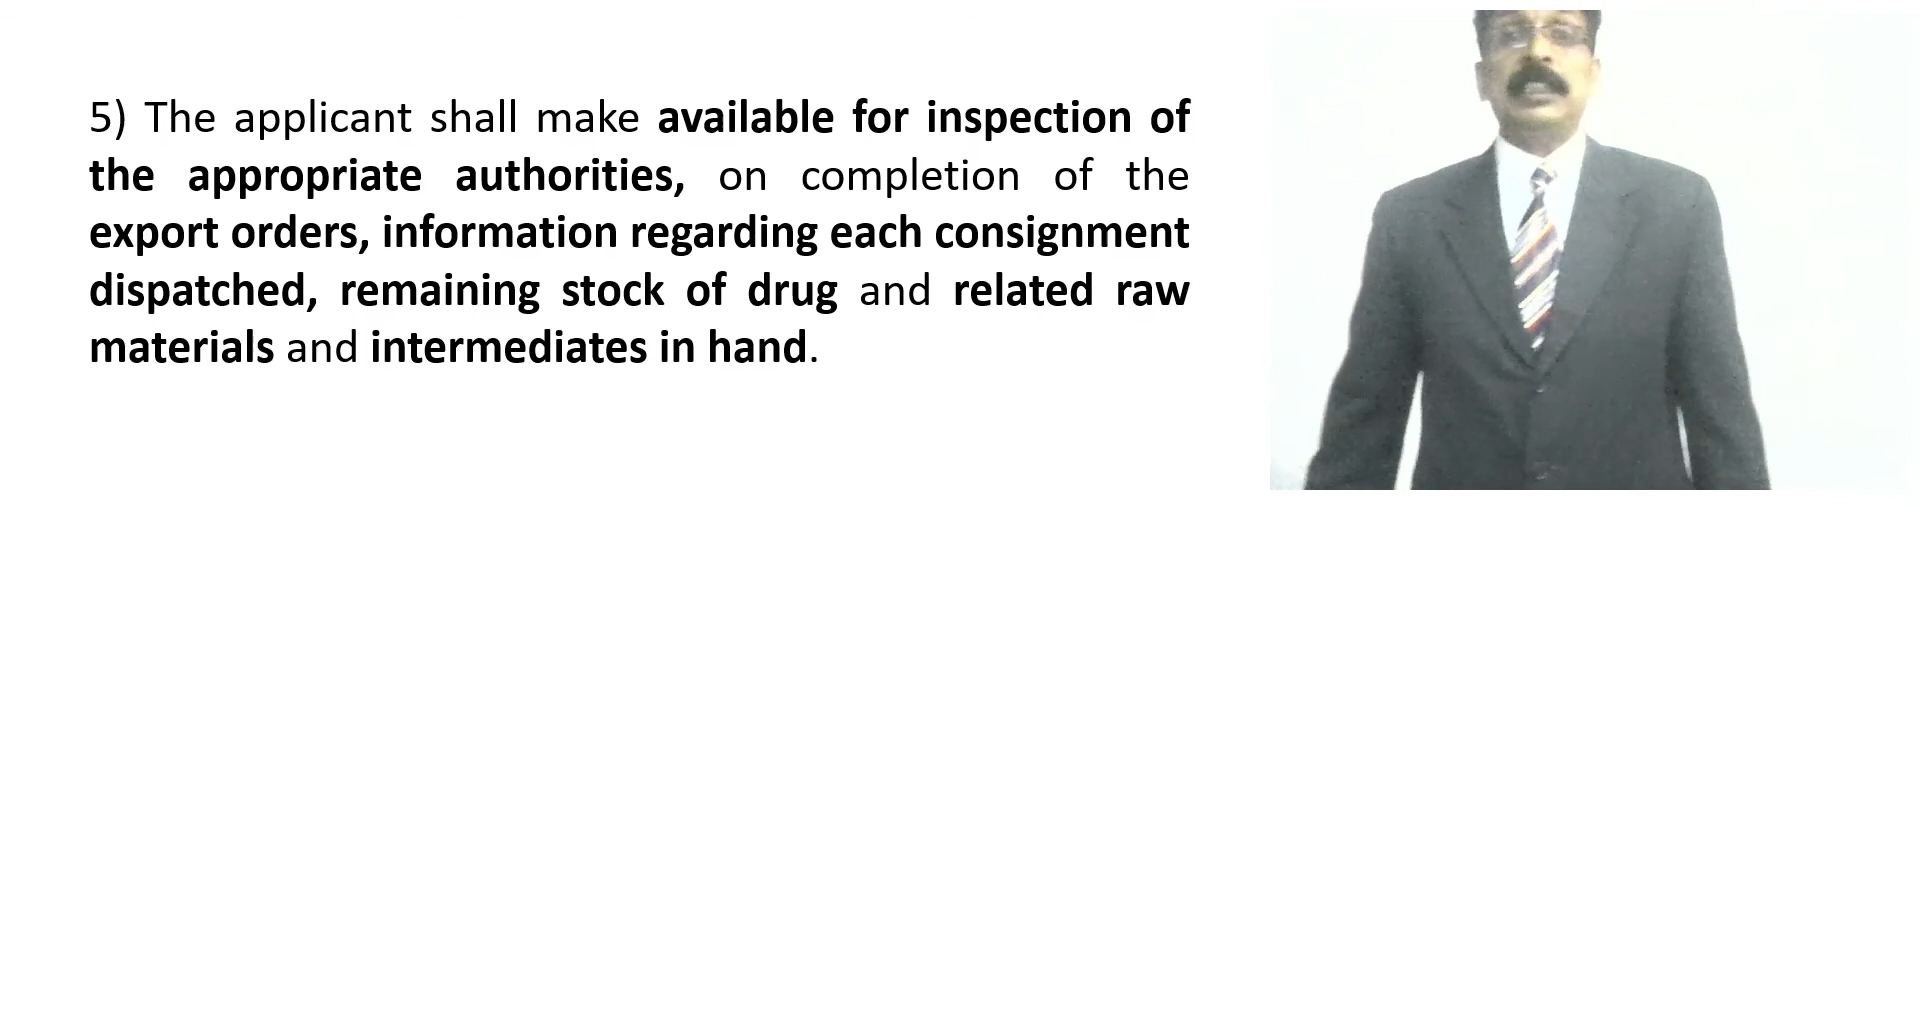 5) The applicant shall make available for inspection of
the appropriate authorities, on completion of the
export orders, information regarding each consignment
dispatched, remaining stock of drug and related raw
materials and intermediates in hand.